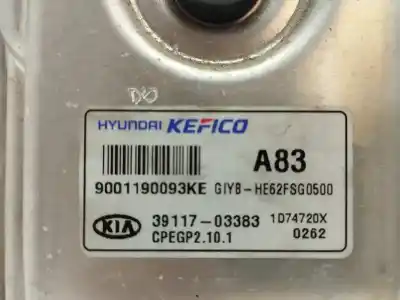 HYUNDAI KEFICO
A83
9001190093KE GIYB-HE62FSG0500
KIA 39117-03383 1D74720X
CPEGP2.10.1 0262